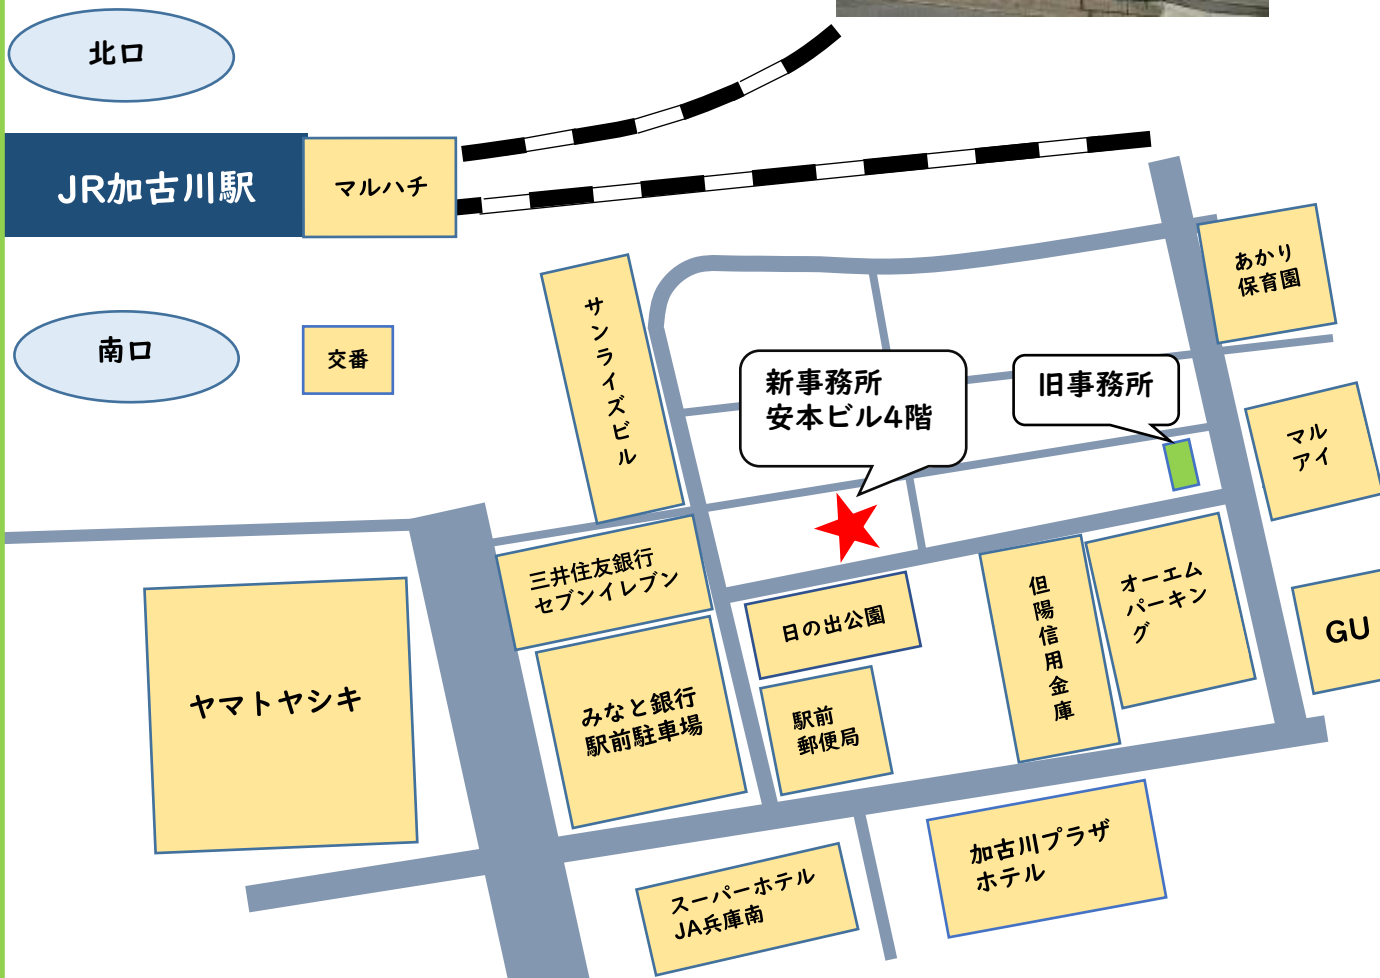 北口
JR加古川駅
マルハチ
南口
交番
サンライズビル
あかり
保育園
新事務所
安本ビル4階
旧事務所
マル
アイ
三井住友銀行
セブンイレブン
日の出公園
但陽信用金庫
オーエム
パーキン
グ
GU
ヤマトヤシキ
みなと銀行
駅前駐車場
駅前
郵便局
加古川プラザ
ホテル
スーパーホテル
JA兵庫南